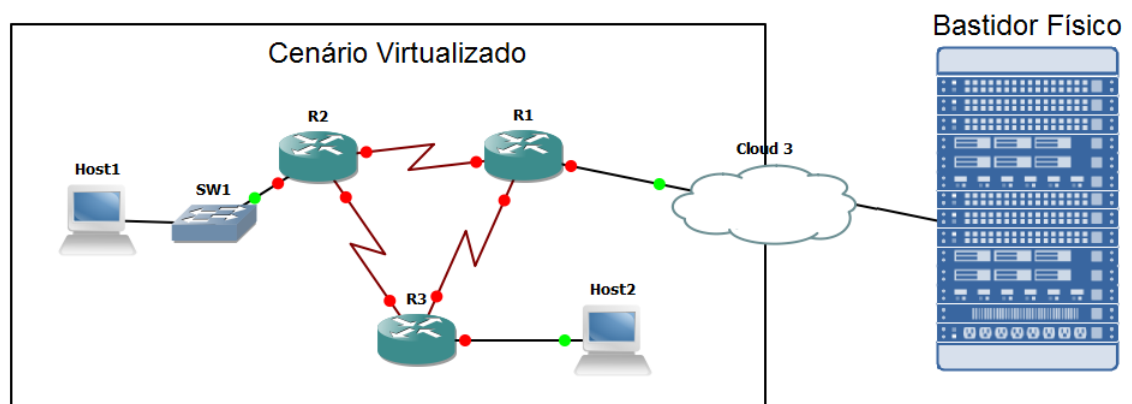 Bastidor Físico
Cenário Virtualizado
R2
R1
Host1
SW1
Cloud 3
R3
Host2